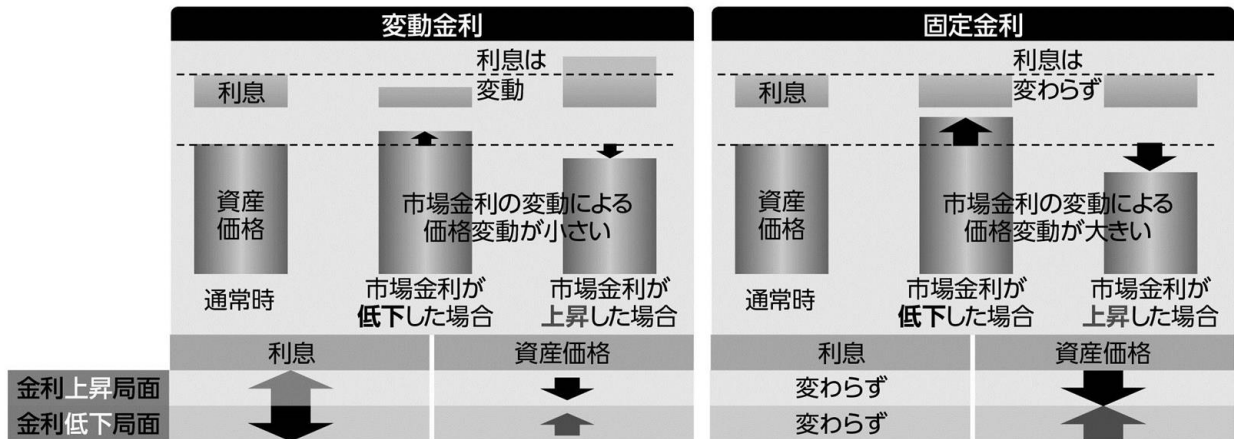 変動金利
利息は
変動
利息
資産
価格
市場金利の変動による
価格変動が小さい
通常時
市場金利が
低下した場合
市場金利が
上昇した場合
固定金利
利息は
変わらず
利息
資産
価格
市場金利の変動による
価格変動が大きい
通常時
市場金利が
低下した場合
市場金利が
上昇した場合
利息 資産価格 利息 資産価格
金利上昇局面 変わらず
金利低下局面 変わらず